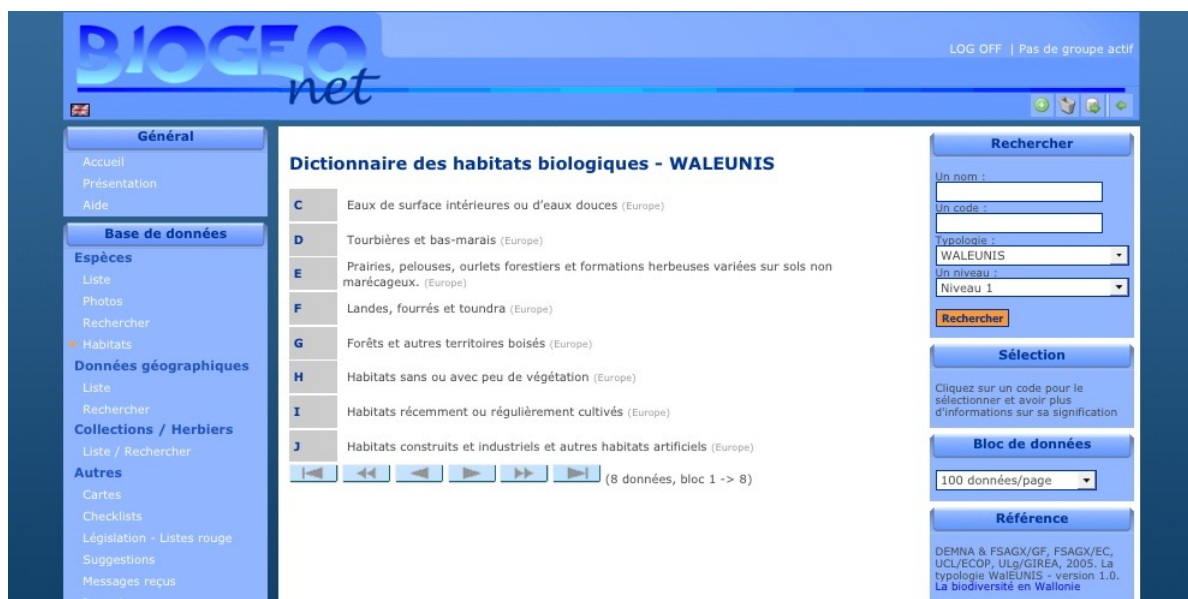 BIOGEO
net
LOG OFF | Pas de groupe actif
Général
Accueil
Présentation
Aide
Base de données
Espèces
Liste
Photos
Rechercher
Habitats
Données géographiques
Liste
Rechercher
Collections / Herbiers
Liste / Rechercher
Autres
Cartes
Checklists
Législation - Listes rouge
Suggestions
Messages reçus
Dictionnaire des habitats biologiques - WALEUNIS
C Eaux de surface intérieures ou d'eaux douces (Europe)
D Tourbières et bas-marais (Europe)
E Prairies, pelouses, ourlets forestiers et formations herbeuses variées sur sols non
marécageux. (Europe)
F Landes, fourrés et toundra (Europe)
G Forêts et autres territoires boisés (Europe)
H Habitats sans ou avec peu de végétation (Europe)
I Habitats récemment ou régulièrement cultivés (Europe)
J Habitats construits et industriels et autres habitats artificiels (Europe)
(8 données, bloc 1 -> 8)
Rechercher
Un nom :
Un code :
Typologie :
WALEUNIS
Un niveau :
Niveau 1
Rechercher
Sélection
Cliquez sur un code pour le
sélectionner et avoir plus
d'informations sur sa signification
Bloc de données
100 données/page
Référence
DEMNA & FSAGX/GF, FSAGX/EC,
UCL/ECOP, ULg/GIREA, 2005. La
typologie WalEUNIS - version 1.0.
La biodiversité en Wallonie